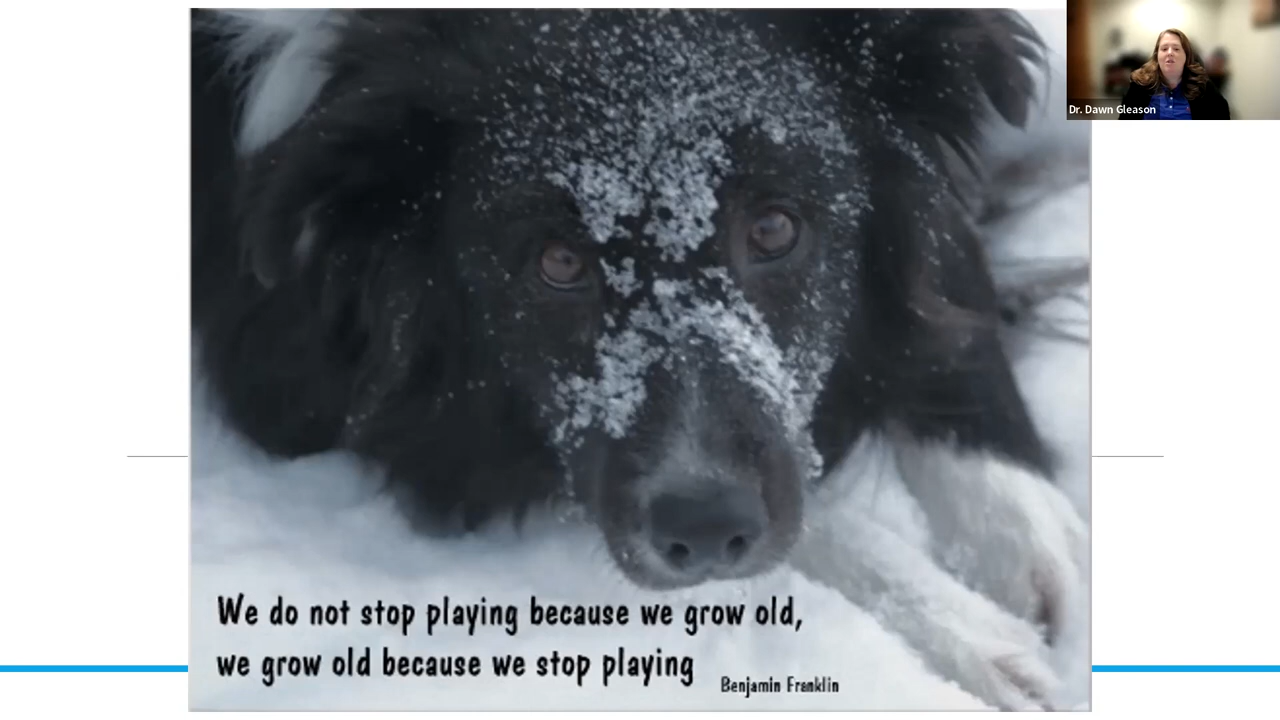 Dr. Dawn Gleason
We do not stop playing because we grow old,
we grow old because we stop playing
Benjamin Franklin